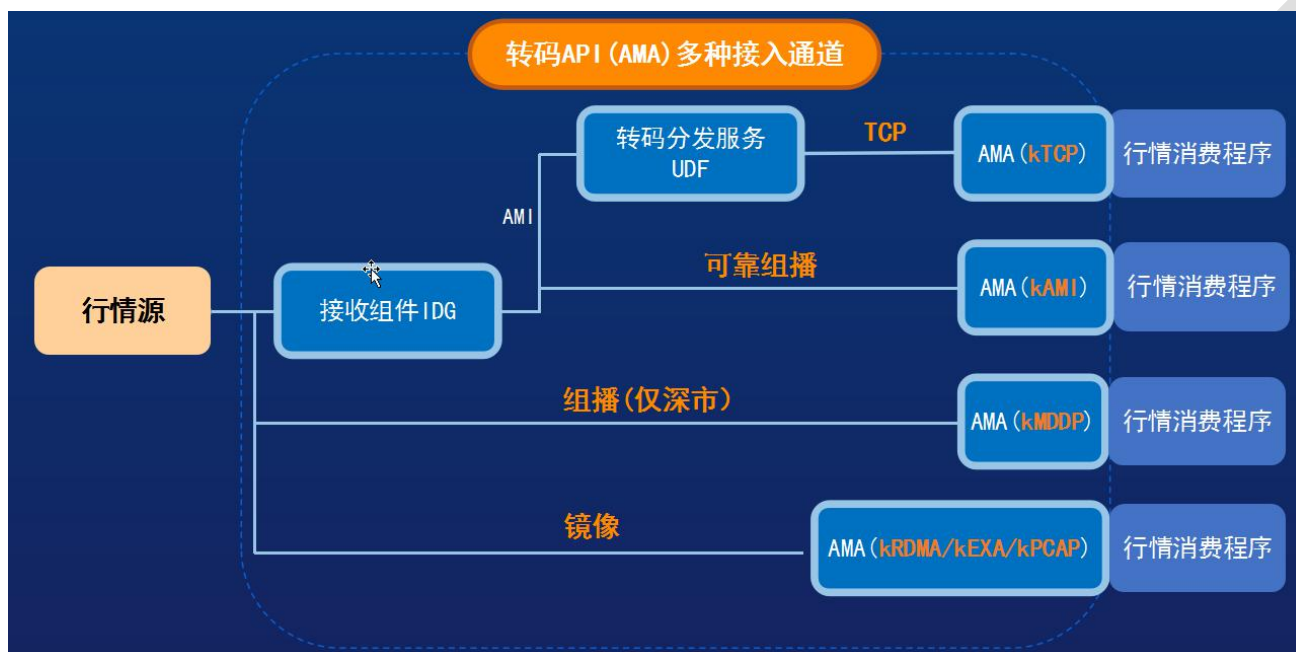 转码API(AMA)多种接入通道
转码分发服务
UDF
TCP
AMA(kTCP)
行情消费程序
AMI
可靠组播
AMA(kAMI)
行情消费程序
行情源
接收组件IDG
组播(仅深市)
AMA(kMDDP)
行情消费程序
镜像
AMA(kRDMA/kEXA/kPCAP)
行情消费程序